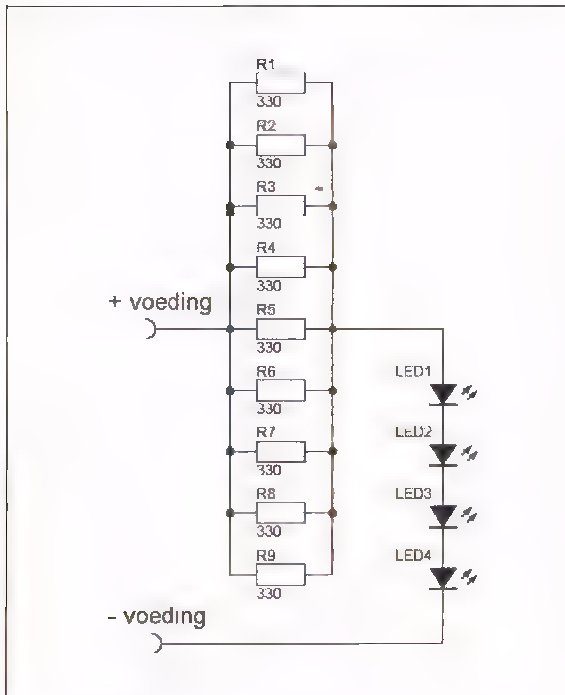 R1
330
R2
330
R3
330
R4
330
+ voeding
R5
330
R6
330
LED1
R7
330
LED2
R8
330
LED3
R9
330
LED4
- voeding